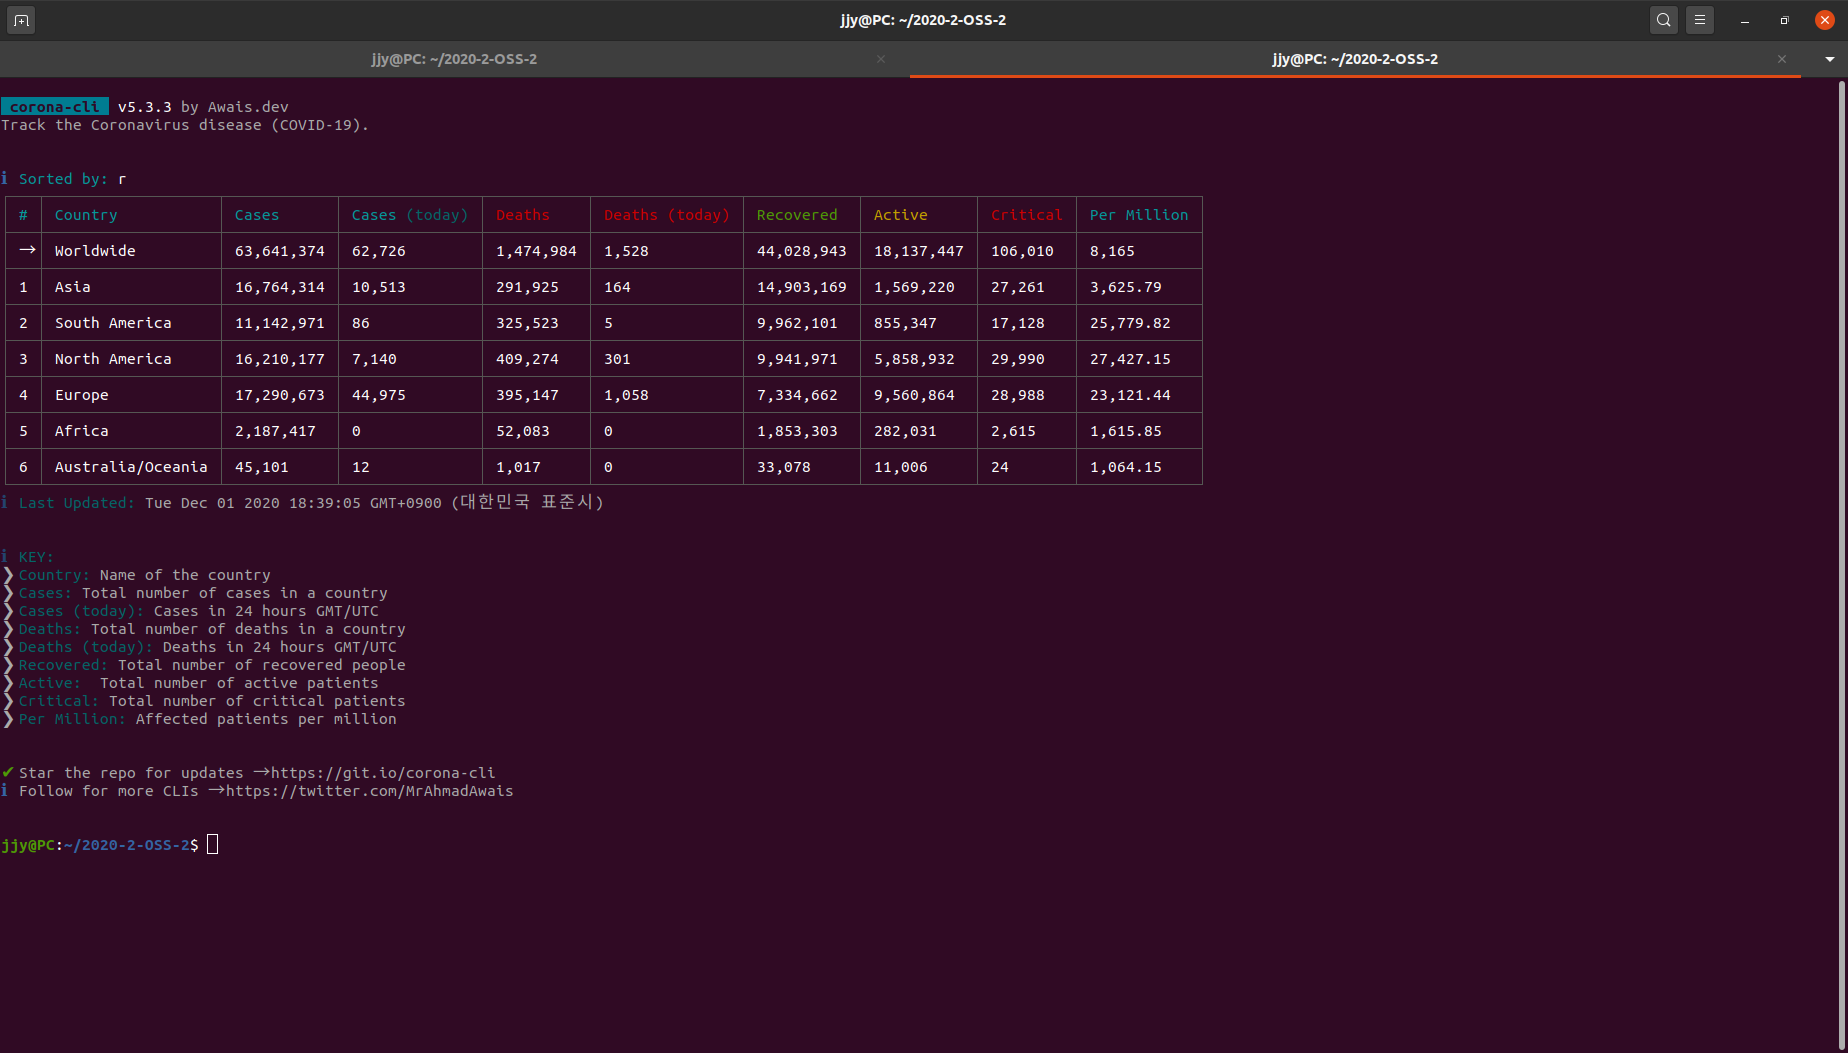 jjy@PC: ~/2020-2-OSS-2
jjy@PC: ~/2020-2-OSS-2 × jjy@PC: ~/2020-2-OSS-2 ×
corona-cli v5.3.3 by Awais.dev
Track the Coronavirus disease (COVID-19).
ℹ Sorted by: r
# Country Cases Cases (today) Deaths Deaths (today) Recovered Active Critical Per Million
→ Worldwide 63,641,374 62,726 1,474,984 1,528 44,028,943 18,137,447 106,010 8,165
1 Asia 16,764,314 10,513 291,925 164 14,903,169 1,569,220 27,261 3,625.79
2 South America 11,142,971 86 325,523 5 9,962,101 855,347 17,128 25,779.82
3 North America 16,210,177 7,140 409,274 301 9,941,971 5,858,932 29,990 27,427.15
4 Europe 17,290,673 44,975 395,147 1,058 7,334,662 9,560,864 28,988 23,121.44
5 Africa 2,187,417 0 52,083 0 1,853,303 282,031 2,615 1,615.85
6 Australia/Oceania 45,101 12 1,017 0 33,078 11,006 24 1,064.15
ℹ Last Updated: Tue Dec 01 2020 18:39:05 GMT+0900 (대한민국 표준시)
ℹ KEY:
❯ Country: Name of the country
❯ Cases: Total number of cases in a country
❯ Cases (today): Cases in 24 hours GMT/UTC
❯ Deaths: Total number of deaths in a country
❯ Deaths (today): Deaths in 24 hours GMT/UTC
❯ Recovered: Total number of recovered people
❯ Active:  Total number of active patients
❯ Critical: Total number of critical patients
❯ Per Million: Affected patients per million
✔ Star the repo for updates →https://git.io/corona-cli
ℹ Follow for more CLIs →https://twitter.com/MrAhmadAwais
jjy@PC:~/2020-2-OSS-2$